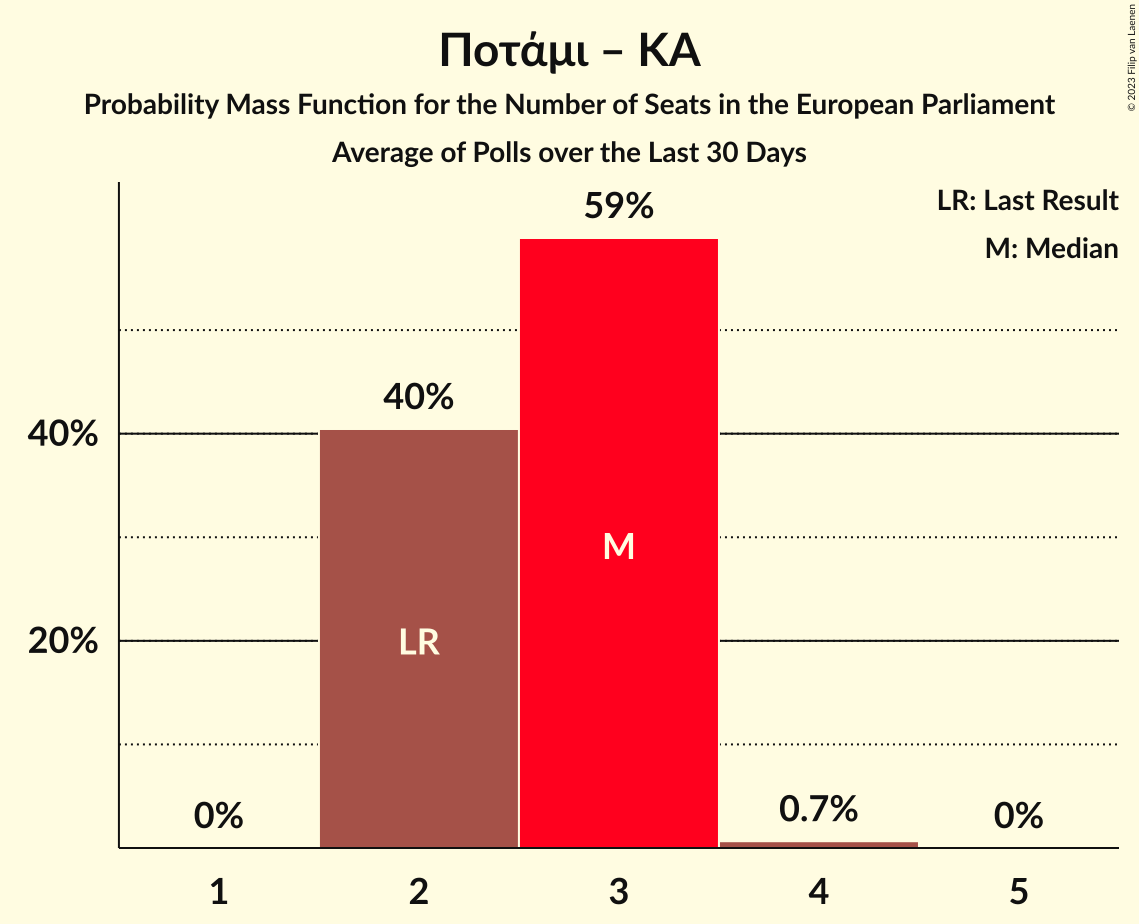 Ποτάμι – ΚΑ
Probability Mass Function for the Number of Seats in the European Parliament
Average of Polls over the Last 30 Days
© 2023 Filip van Laenen
LR: Last Result
M: Median
59%
40%
40%
M
LR
20%
0%
0.7%
0%
1 2 3 4 5